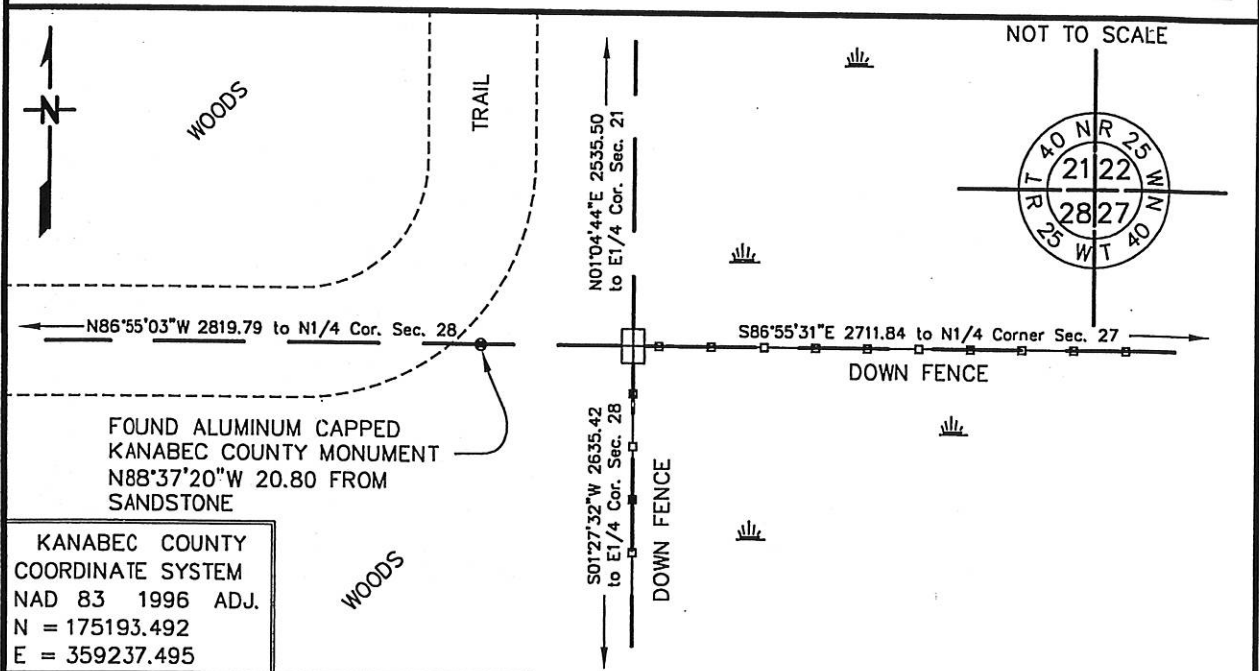 NOT TO SCALE
N
WOODS
TRAIL
N01°04'44"E 2535.50
to E1/4 Cor. Sec. 21
T 40 N R 25 W
21 22
28 27
R 25 W T 40 N
N86°55'03"W 2819.79 to N1/4 Cor. Sec. 28
S86°55'31"E 2711.84 to N1/4 Corner Sec. 27
DOWN FENCE
FOUND ALUMINUM CAPPED
KANABEC COUNTY MONUMENT
N88°37'20"W 20.80 FROM
SANDSTONE
S01°27'32"W 2635.42
to E1/4 Cor. Sec. 28
DOWN FENCE
WOODS
KANABEC COUNTY
COORDINATE SYSTEM
NAD 83 1996 ADJ.
N = 175193.492
E = 359237.495